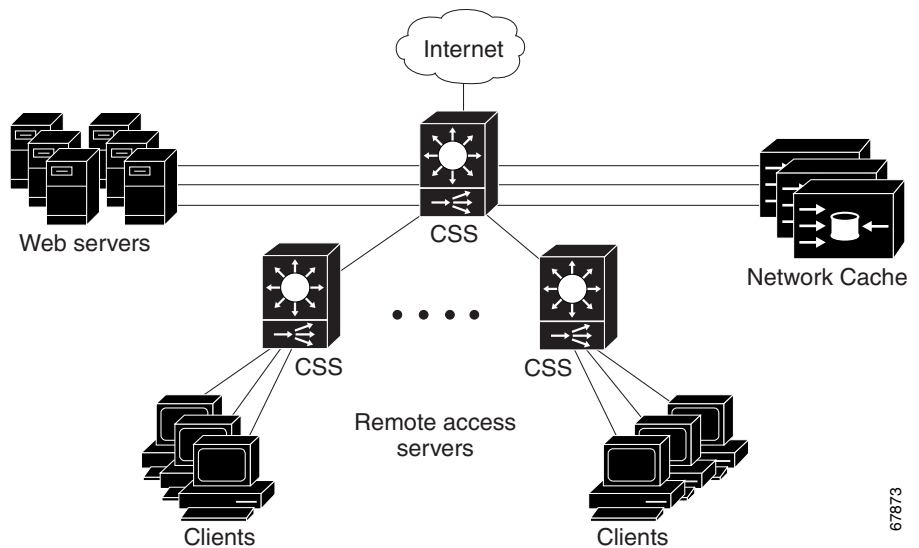 Internet
Web servers
CSS
Network Cache
CSS
CSS
Remote access
servers
Clients
Clients
67873